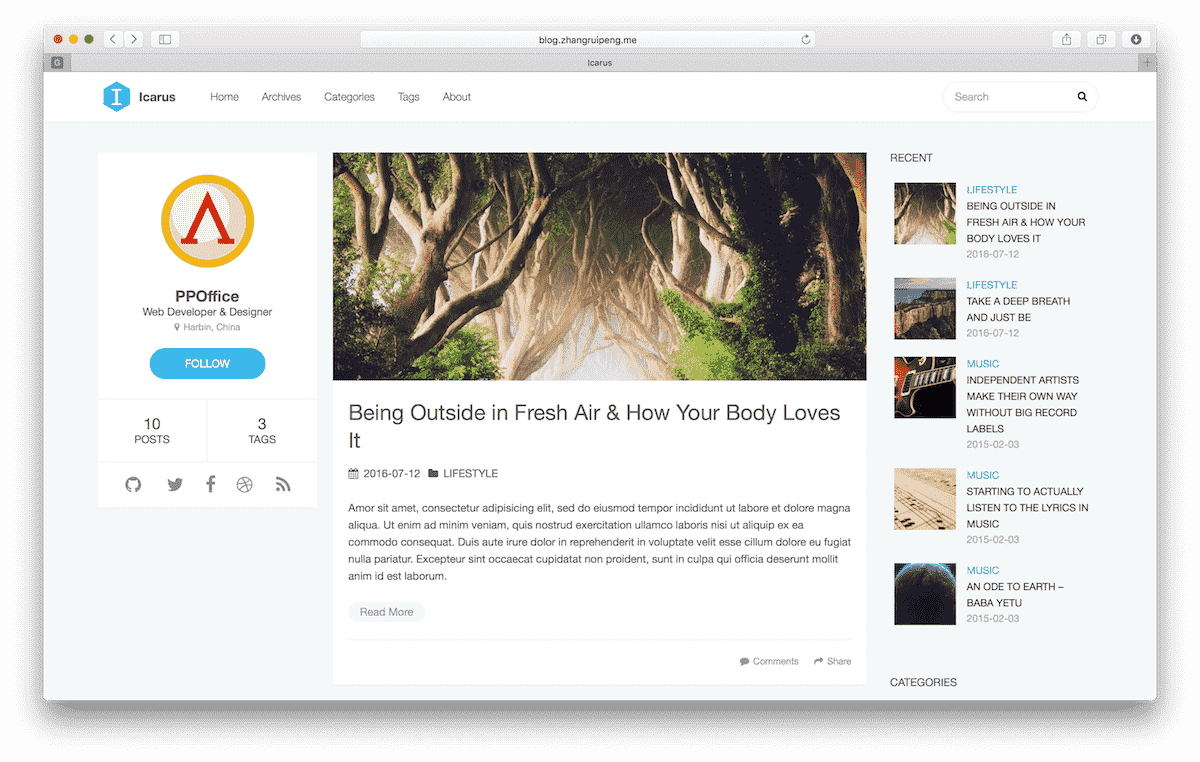 blog.zhangruipeng.me
G
Icarus
I
Icarus
Home
Archives
Categories
Tags
About
Search
PPOffice
Web Developer & Designer
Harbin, China
FOLLOW
10
POSTS
3
TAGS
Being Outside in Fresh Air & How Your Body Loves
It
2016-07-12
LIFESTYLE
Amor sit amet, consectetur adipisicing elit, sed do eiusmod tempor incididunt ut labore et dolore magna
aliqua. Ut enim ad minim veniam, quis nostrud exercitation ullamco laboris nisi ut aliquip ex ea
commodo consequat. Duis aute irure dolor in reprehenderit in voluptate velit esse cillum dolore eu fugiat
nulla pariatur. Excepteur sint occaecat cupidatat non proident, sunt in culpa qui officia deserunt mollit
anim id est laborum.
Read More
Comments
Share
RECENT
LIFESTYLE
BEING OUTSIDE IN
FRESH AIR & HOW YOUR
BODY LOVES IT
2016-07-12
LIFESTYLE
TAKE A DEEP BREATH
AND JUST BE
2016-07-12
MUSIC
INDEPENDENT ARTISTS
MAKE THEIR OWN WAY
WITHOUT BIG RECORD
LABELS
2015-02-03
MUSIC
STARTING TO ACTUALLY
LISTEN TO THE LYRICS IN
MUSIC
2015-02-03
MUSIC
AN ODE TO EARTH –
BABA YETU
2015-02-03
CATEGORIES